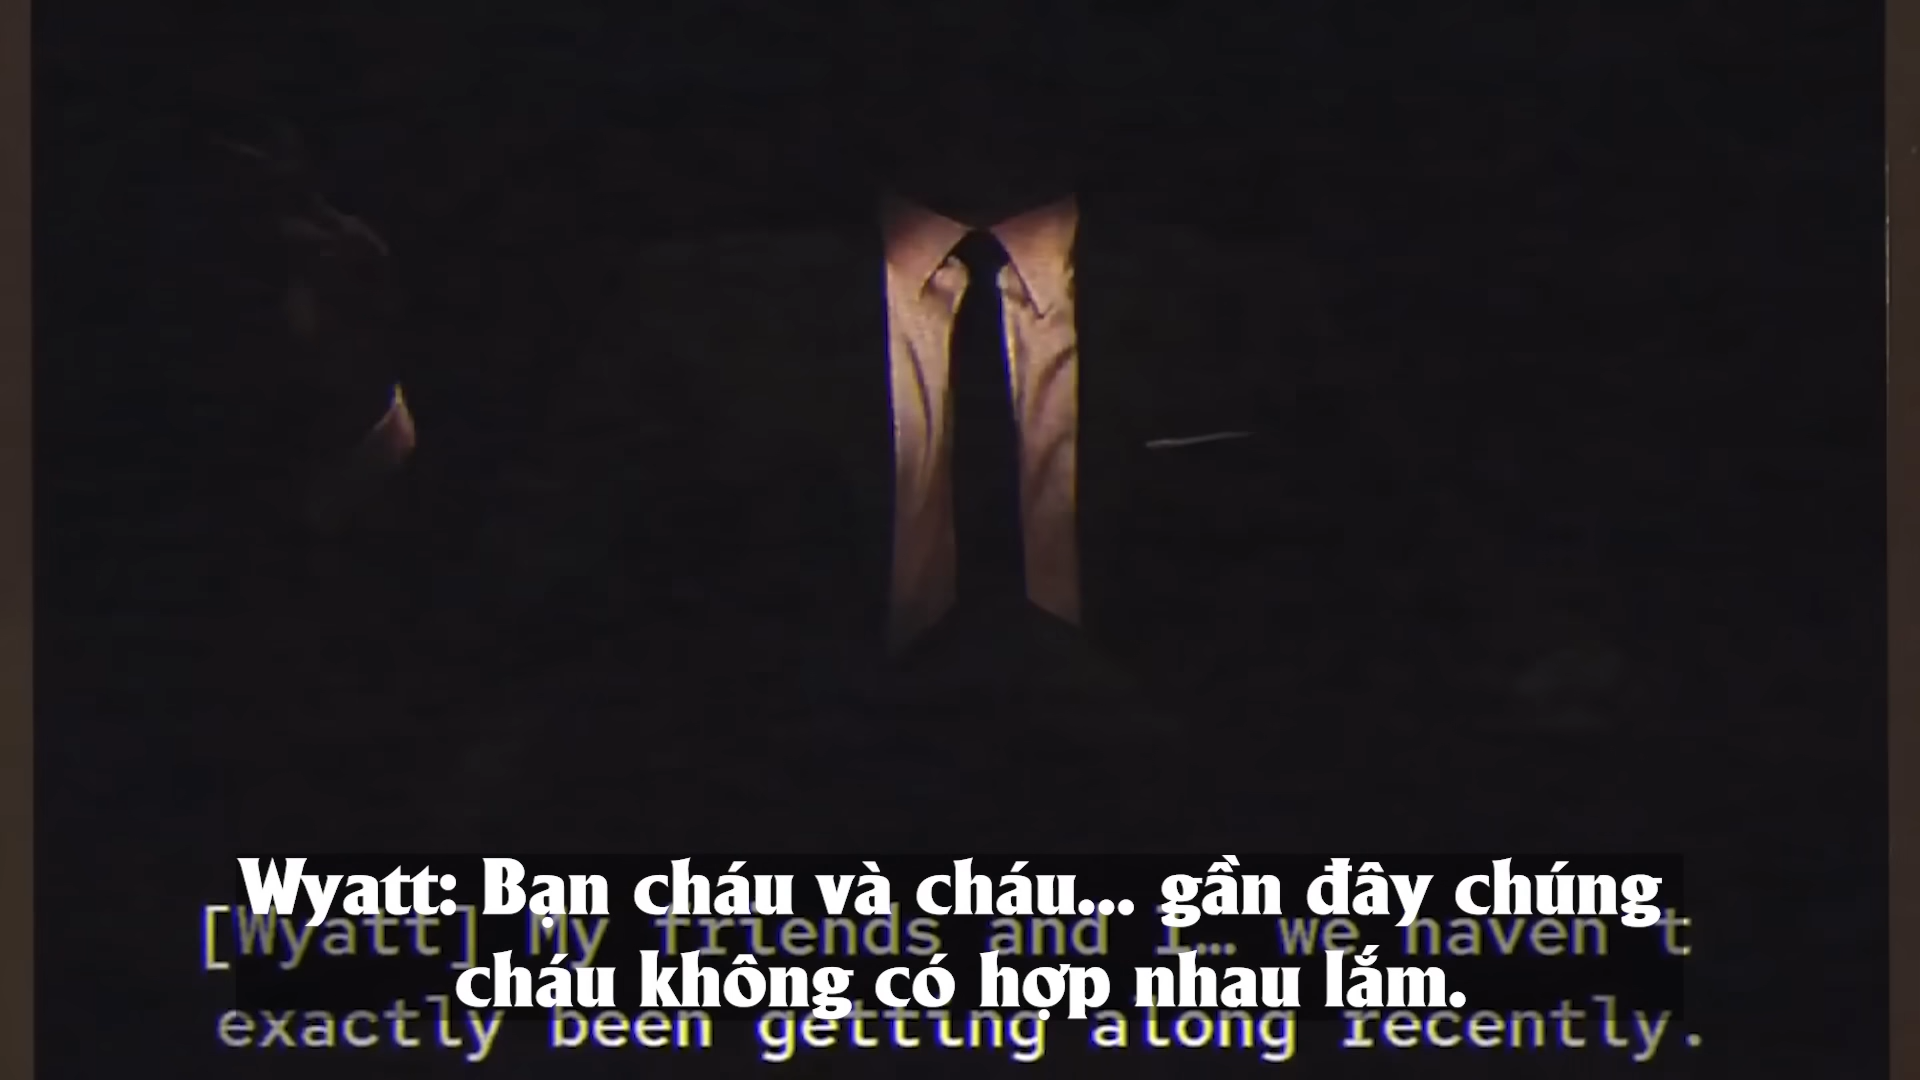 Wyatt: Bạn cháu và cháu... gần đây chúng
cháu không có hợp nhau lắm.
[Wyatt] My friends and I... we haven't
exactly been getting along recently.